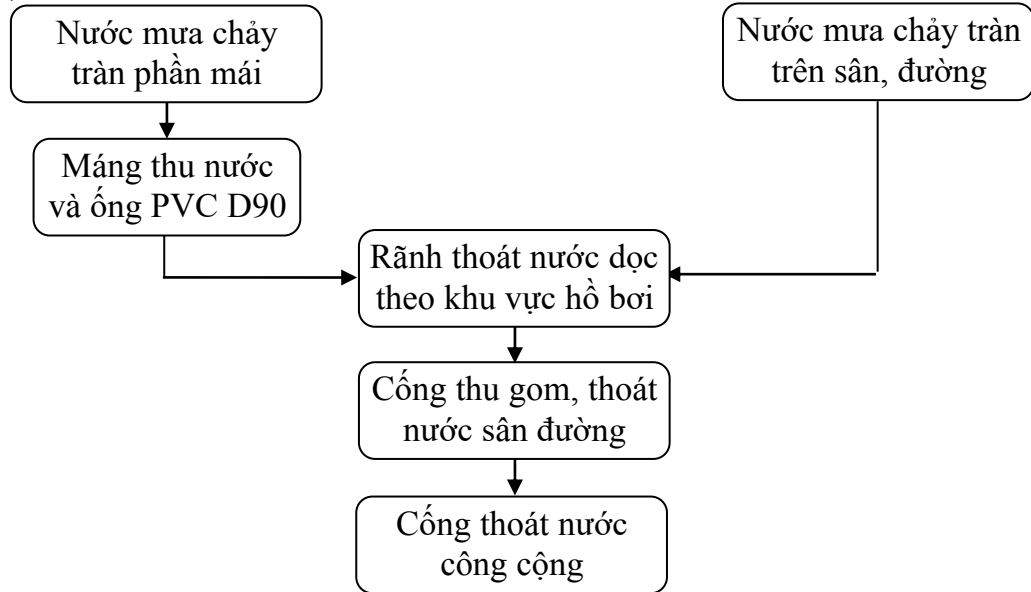 Nước mưa chảy
tràn phần mái
Nước mưa chảy tràn
trên sân, đường
Máng thu nước
và ống PVC D90
Rãnh thoát nước dọc
theo khu vực hồ bơi
Cống thu gom, thoát
nước sân đường
Cống thoát nước
công cộng